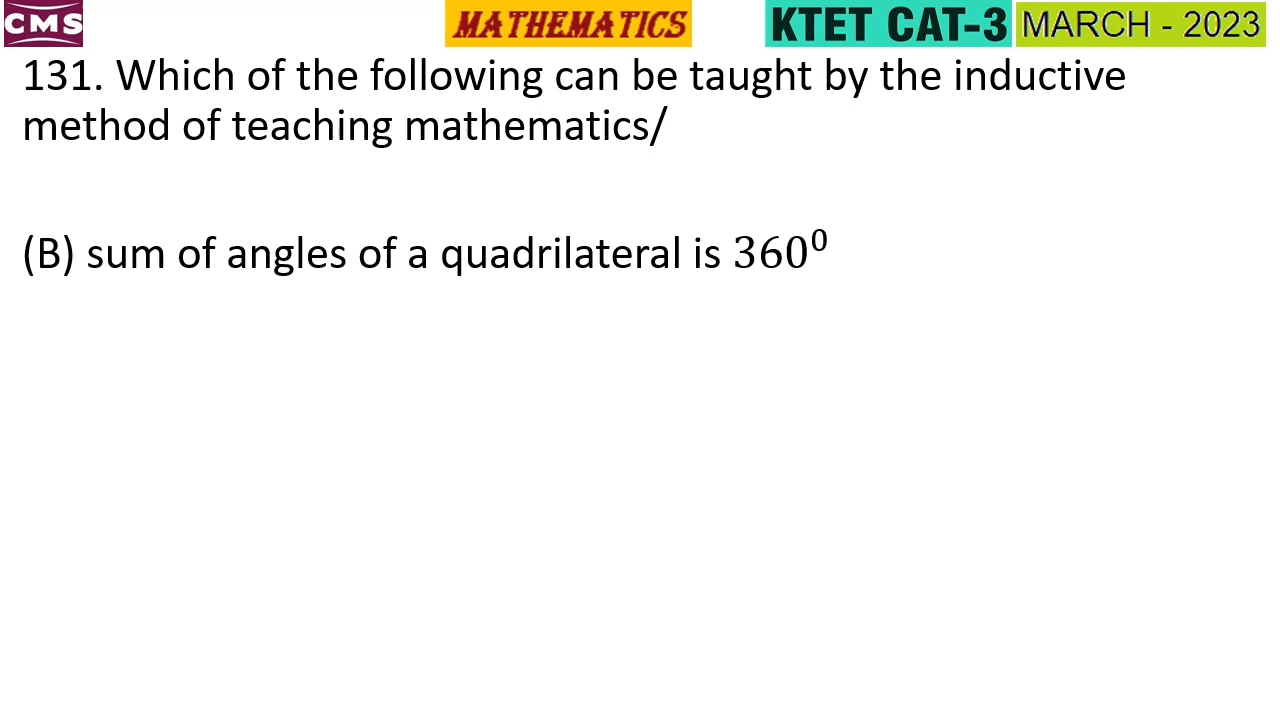 CMS
MATHEMATICS
KTET CAT-3
MARCH - 2023
131. Which of the following can be taught by the inductive
method of teaching mathematics/
(B) sum of angles of a quadrilateral is 360⁰